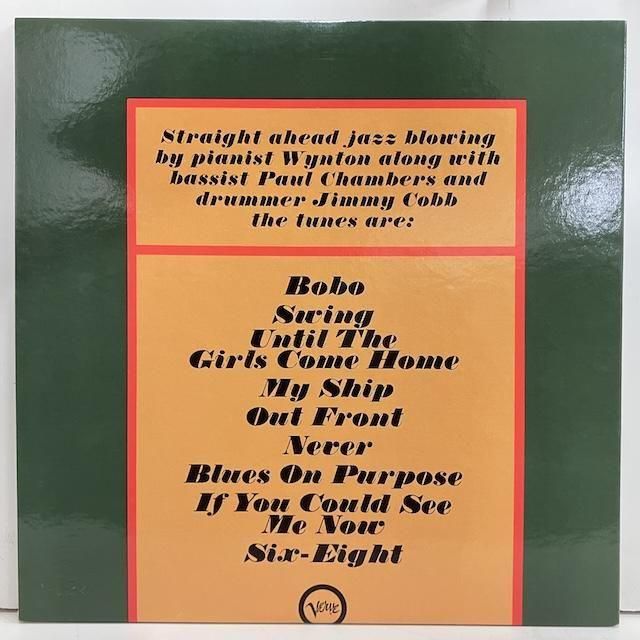 Straight ahead jazz blowing
by pianist Wynton along with
bassist Paul Chambers and
drummer Jimmy Cobb
the tunes are:
Bobo
Swing
Until The
Girls Come Home
My Ship
Out Front
Never
Blues On Purpose
If You Could See
Me Now
Six-Eight
Verve